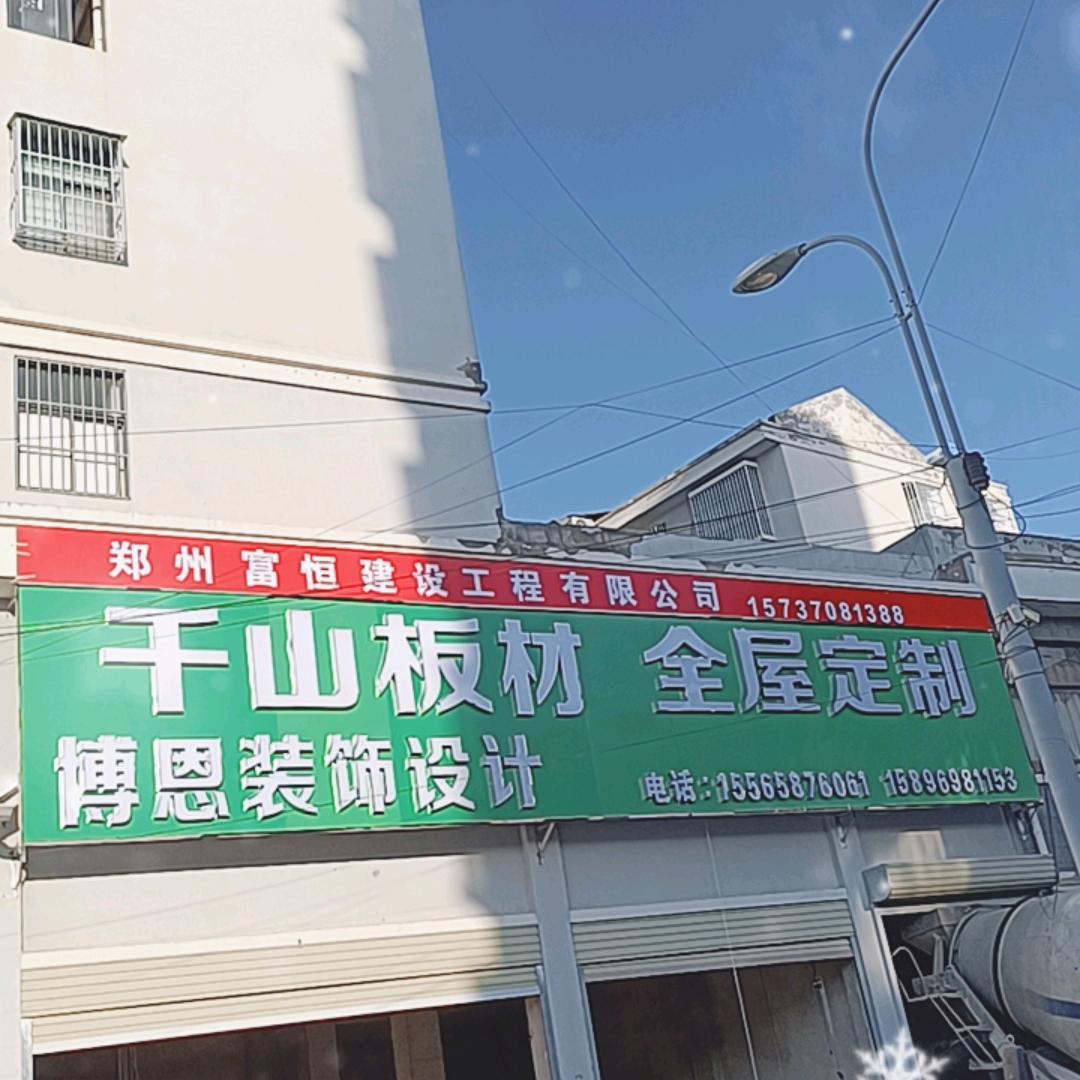 郑州富恒建设工程有限公司 15737081388
千山板材 全屋定制
博恩装饰设计
电话：15565876061 15896981153